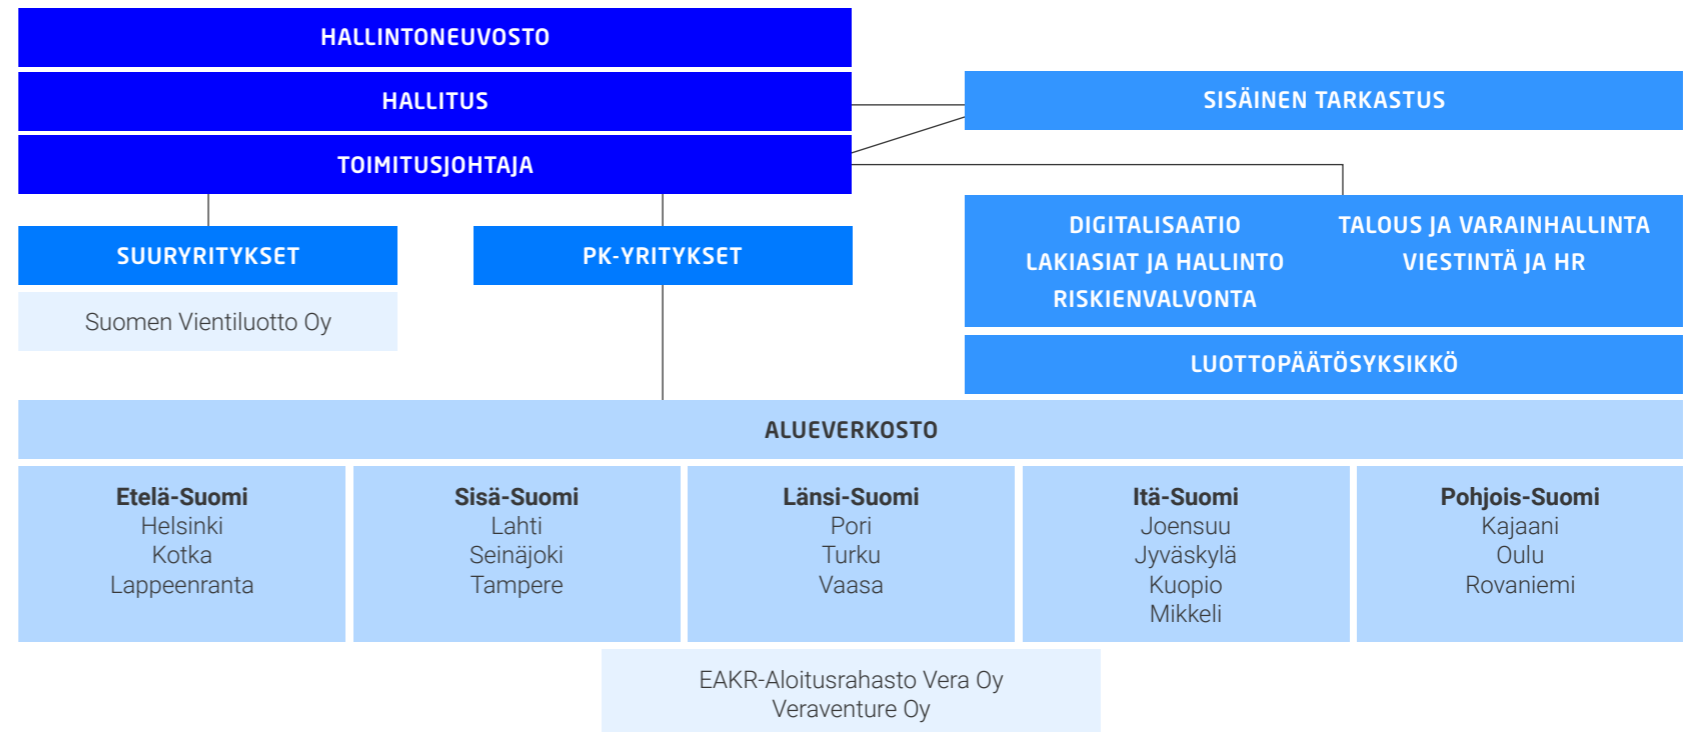 HALLINTONEUVOSTO
HALLITUS
SISÄINEN TARKASTUS
TOIMITUSJOHTAJA
SUURYRITYKSET
PK-YRITYKSET
Suomen Vientiluotto Oy
DIGITALISAATIO
LAKIASIAT JA HALLINTO
RISKIENVALVONTA
TALOUS JA VARAINHALLINTA
VIESTINTÄ JA HR
LUOTTOPÄÄTÖSYKSIKKÖ
ALUEVERKOSTO
Etelä-Suomi
Helsinki
Kotka
Lappeenranta
Sisä-Suomi
Lahti
Seinäjoki
Tampere
Länsi-Suomi
Pori
Turku
Vaasa
Itä-Suomi
Joensuu
Jyväskylä
Kuopio
Mikkeli
Pohjois-Suomi
Kajaani
Oulu
Rovaniemi
EAKR-Aloitusrahasto Vera Oy
Veraventure Oy